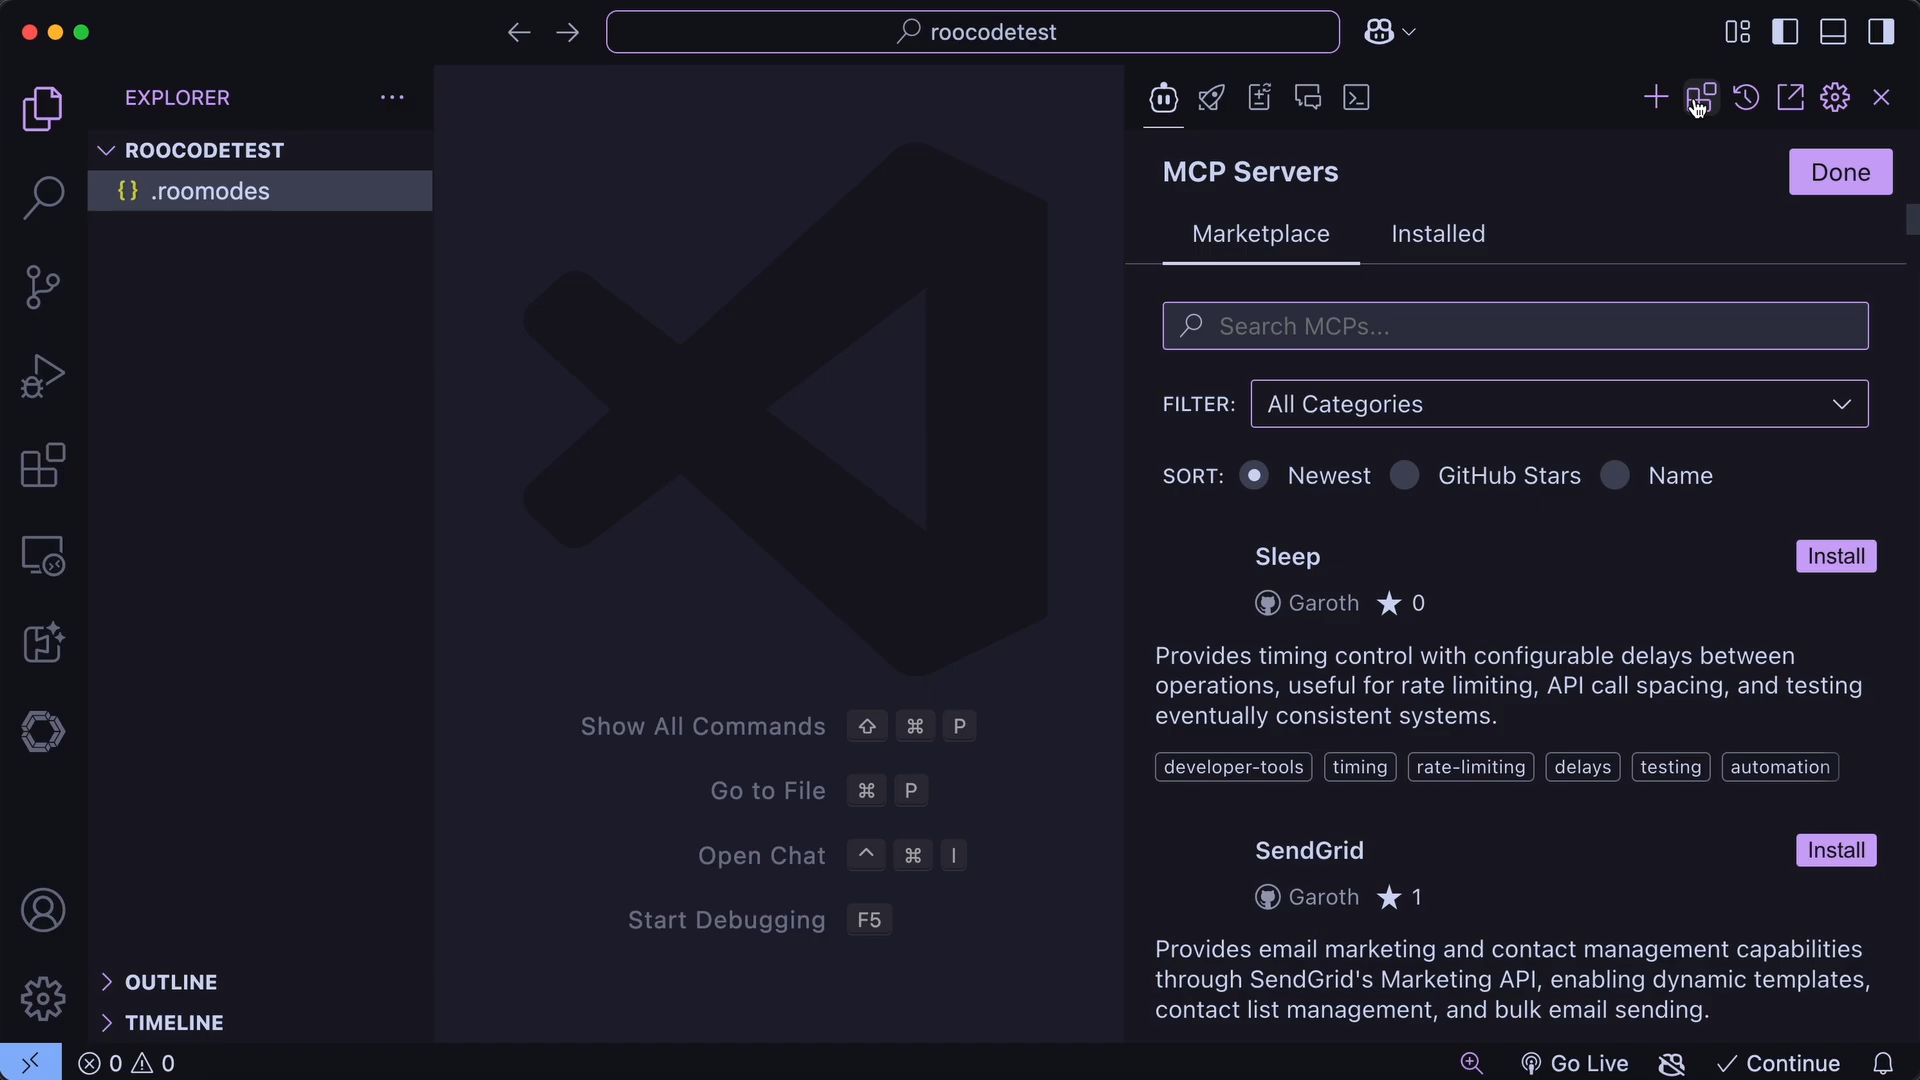 roocodetest
EXPLORER
ROOCODETEST
{} .roomodes
OUTLINE
TIMELINE
Show All Commands ⇧ ⌘ P
Go to File ⌘ P
Open Chat ^ ⌘ I
Start Debugging F5
MCP Servers
Done
Marketplace Installed
Search MCPs...
FILTER: All Categories
SORT: Newest GitHub Stars Name
Sleep
Install
Garoth ★ 0
Provides timing control with configurable delays between
operations, useful for rate limiting, API call spacing, and testing
eventually consistent systems.
developer-tools timing rate-limiting delays testing automation
SendGrid
Install
Garoth ★ 1
Provides email marketing and contact management capabilities
through SendGrid's Marketing API, enabling dynamic templates,
contact list management, and bulk email sending.
0 0
Go Live
Continue